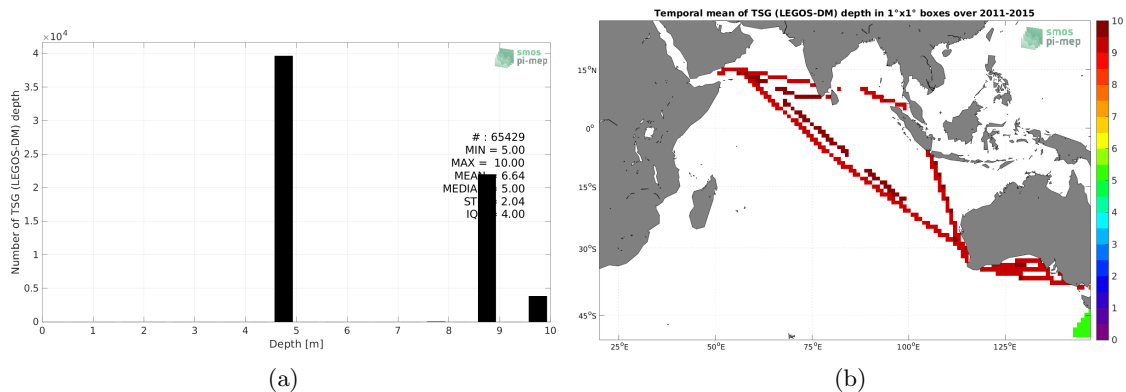 ×10⁴
4
3.5
3
2.5
2
1.5
1
0.5
0
Number of TSG (LEGOS-DM) depth
smos
pi-mep
# : 65429
MIN = 5.00
MAX = 10.00
MEAN = 6.64
= 5.00
= 2.04
= 4.00
0 1 2 3 4 5 6 7 8 9 10
Depth [m]
(a)
Temporal mean of TSG (LEGOS-DM) depth in 1°x1° boxes over 2011-2015
smos
pi-mep
15°N
0°
15°S
30°S
45°S
25°E 50°E 75°E 100°E 125°E
10
9
8
7
6
5
4
3
2
1
0
(b)